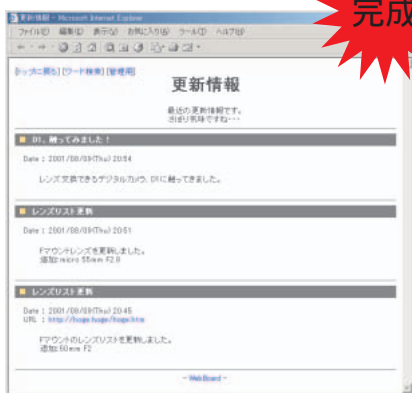 完成
更新情報 - Microsoft Internet Explorer
ファイル(F) 編集(E) 表示(V) お気に入り(A) ツール(T) ヘルプ(H)
[トップに戻る] [ワード検索] [管理用]
更新情報
最近の更新情報です。
さぼり気味ですね・・・
D1、触ってみました！
Date : 2001/08/09(Thu) 20:54
レンズ交換できるデジタルカメラ、D1に触ってきました。
レンズリスト更新
Date : 2001/08/09(Thu) 20:51
Fマウントレンズを更新しました。
追加: micro 55mm F2.8
レンズリスト更新
Date : 2001/08/09(Thu) 20:45
URL : http://hoge.hoge/hoge.htm
Fマウントのレンズリストを更新しました。
追加: 50mm F2
- Web Board -